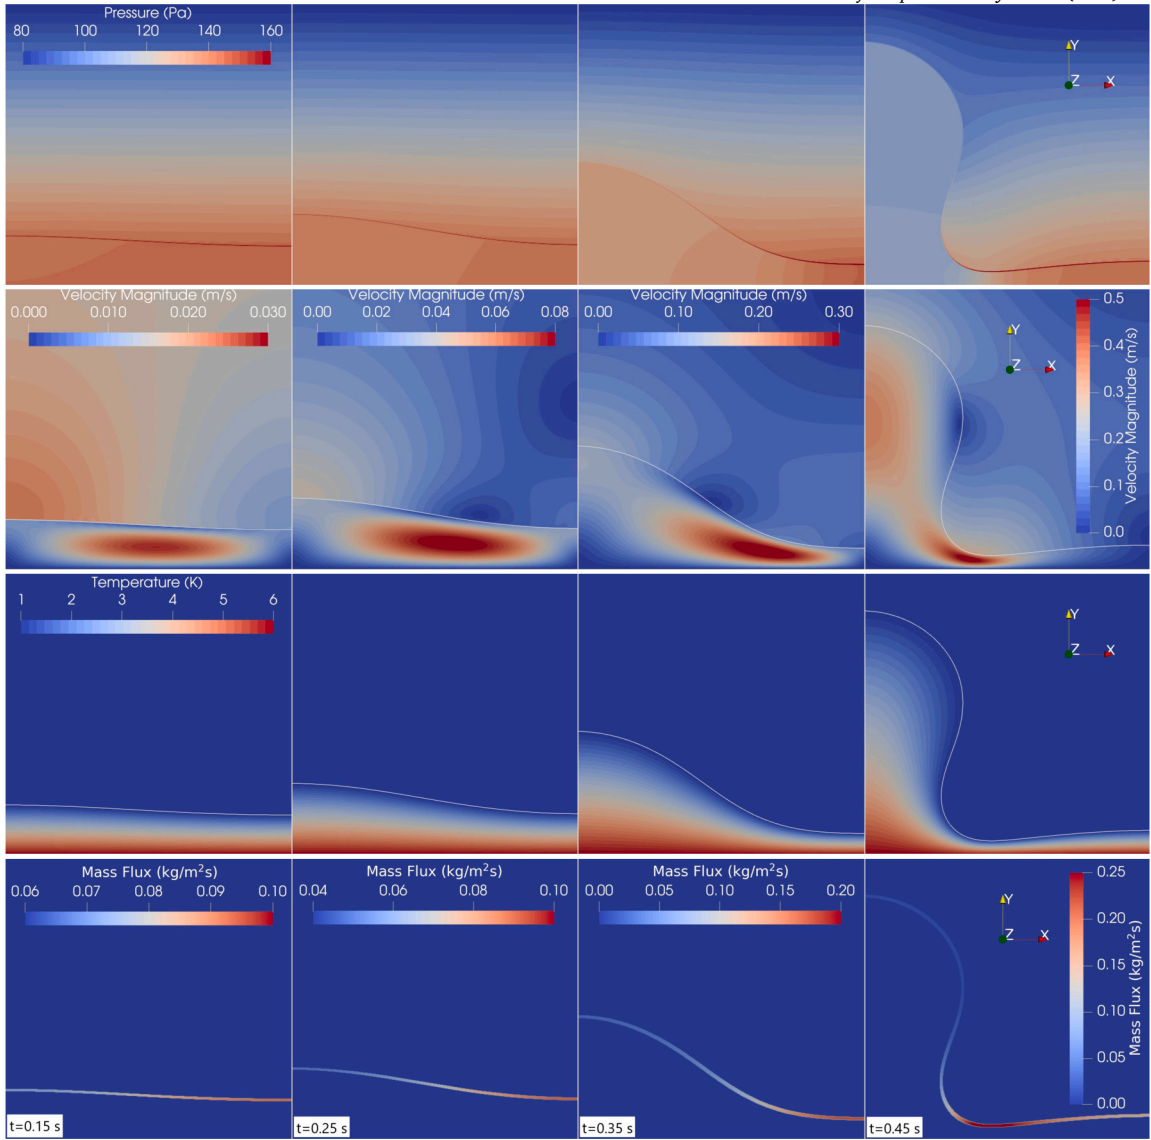 Pressure (Pa)
80 100 120 140 160
Y
Z X
Velocity Magnitude (m/s)
0.000 0.010 0.020 0.030
Velocity Magnitude (m/s)
0.00 0.02 0.04 0.06 0.08
Velocity Magnitude (m/s)
0.00 0.10 0.20 0.30
Y
Z X
0.5
0.4
0.3
0.2
0.1
0.0
Velocity Magnitude (m/s)
Temperature (K)
1 2 3 4 5 6
Y
Z X
Mass Flux (kg/m²s)
0.06 0.07 0.08 0.09 0.10
Mass Flux (kg/m²s)
0.04 0.06 0.08 0.10
Mass Flux (kg/m²s)
0.00 0.05 0.10 0.15 0.20
Y
Z X
0.25
0.20
0.15
0.10
0.05
0.00
Mass Flux (kg/m²s)
t=0.15 s
t=0.25 s
t=0.35 s
t=0.45 s